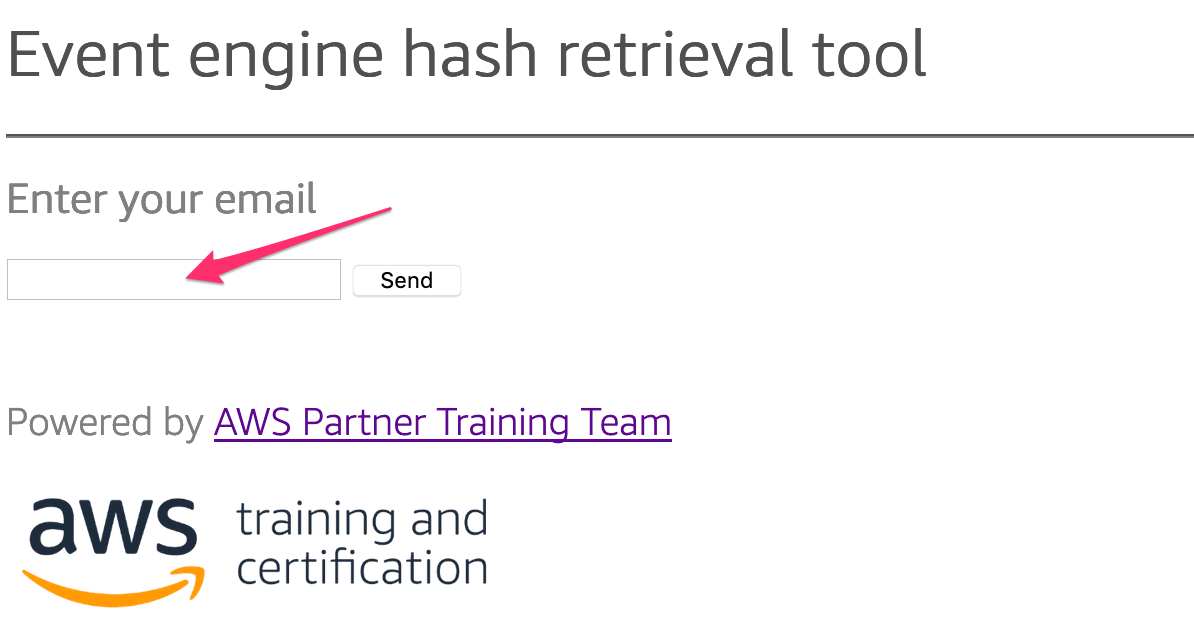 Event engine hash retrieval tool
Enter your email
Send
Powered by AWS Partner Training Team
aws training and
certification